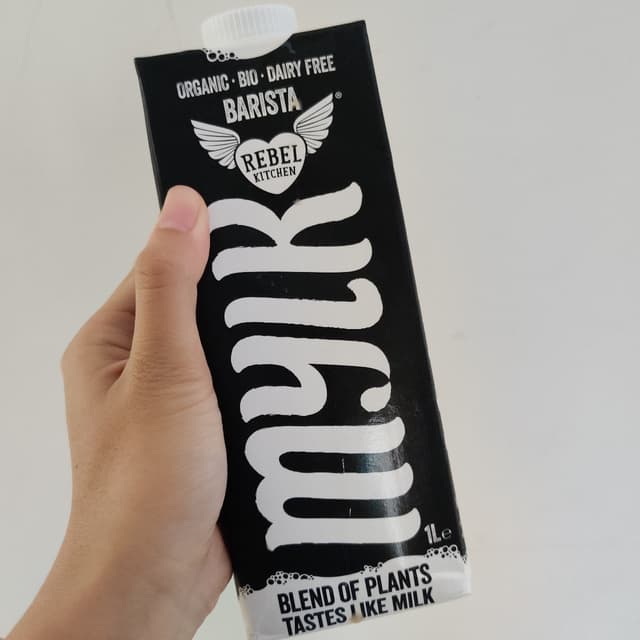 ORGANIC · BIO · DAIRY FREE
BARISTA
®
REBEL
KITCHEN
mylk
1L℮
BLEND OF PLANTS
TASTES LIKE MILK